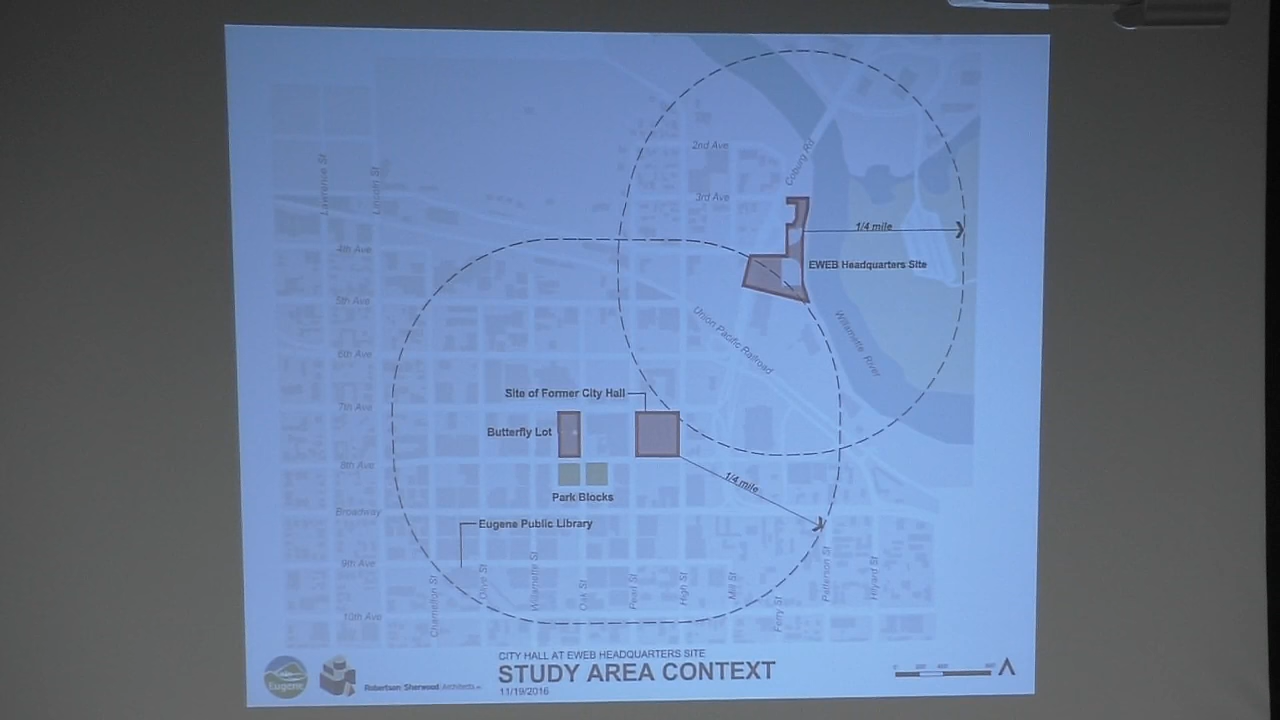 2nd Ave
Coburg Rd
3rd Ave
Lawrence St
Lincoln St
1/4 mile
4th Ave
EWEB Headquarters Site
5th Ave
Union Pacific Railroad
Willamette River
6th Ave
Site of Former City Hall
7th Ave
Butterfly Lot
8th Ave
1/4 mile
Park Blocks
Broadway
Eugene Public Library
9th Ave
Charnelton St
Olive St
Willamette St
Oak St
Pearl St
High St
Mill St
Ferry St
Patterson St
Hilyard St
10th Ave
CITY HALL AT EWEB HEADQUARTERS SITE
STUDY AREA CONTEXT
11/19/2016
Eugene
Robertson|Sherwood|Architects